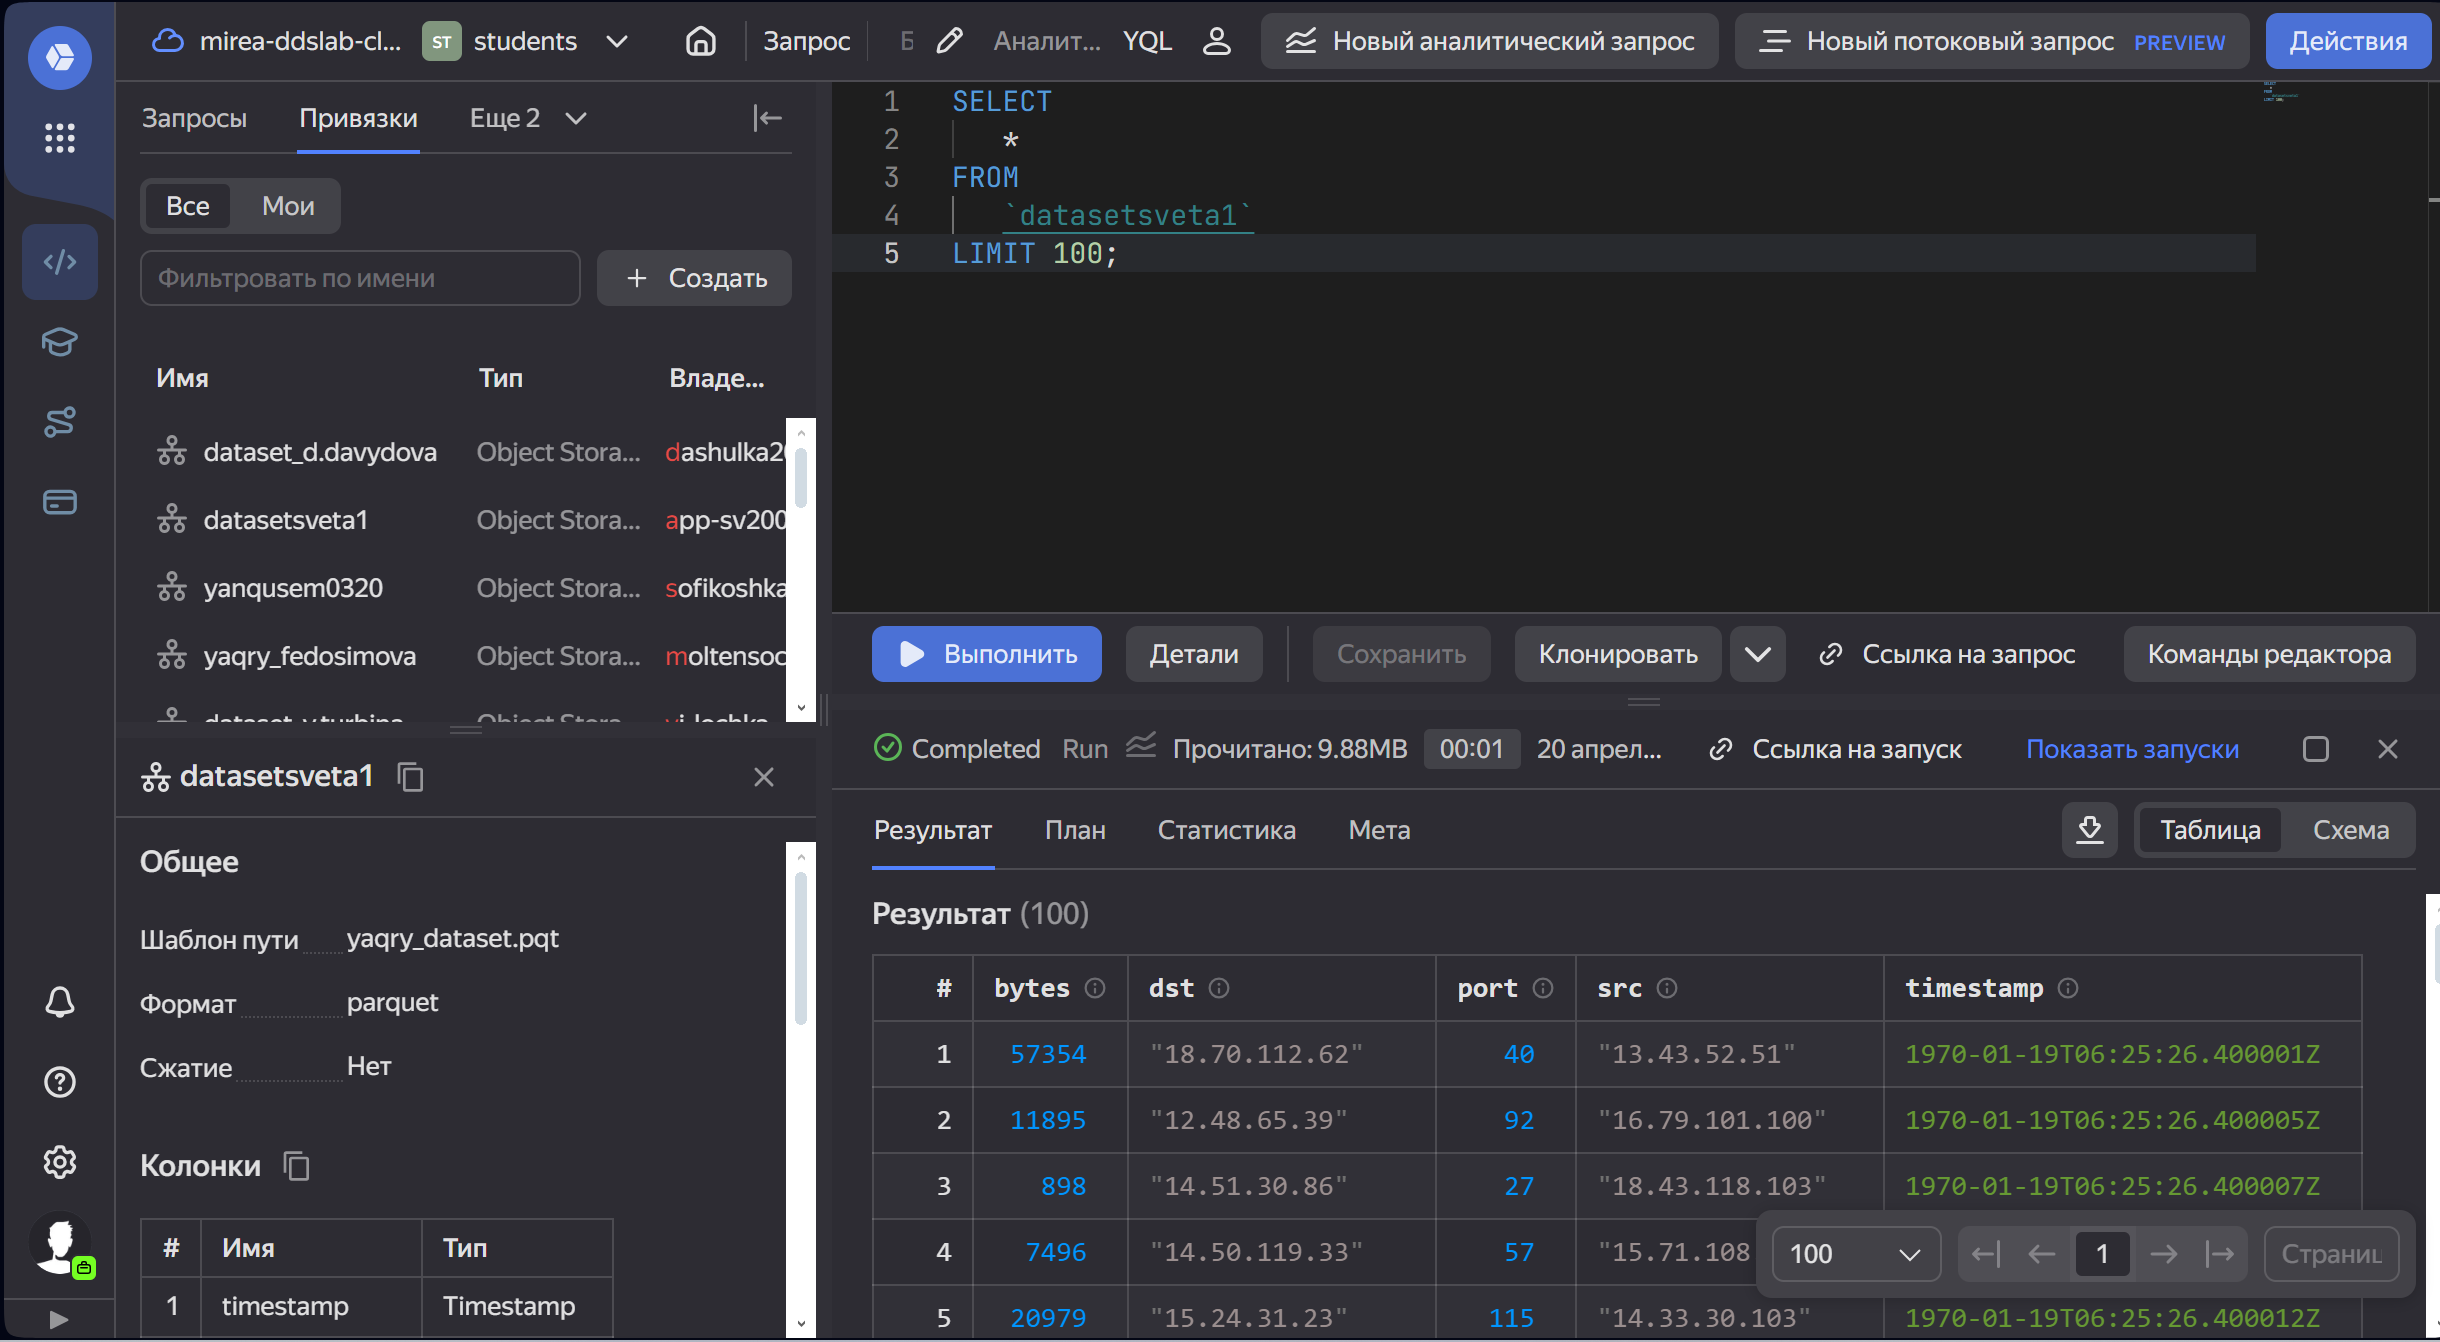 mirea-ddslab-cl... ST students Запрос Б Аналит... YQL Новый аналитический запрос Новый потоковый запрос PREVIEW Действия
Запросы Привязки Еще 2
Все Мои
Фильтровать по имени + Создать
Имя Тип Владе...
dataset_d.davydova Object Stora... dashulka20
datasetsveta1 Object Stora... app-sv200
yanqusem0320 Object Stora... sofikoshka
yaqry_fedosimova Object Stora... moltensoc
datasetsveta1
Общее
Шаблон пути yaqry_dataset.pqt
Формат parquet
Сжатие Нет
Колонки
# Имя Тип
1 timestamp Timestamp
1 SELECT
2 *
3 FROM
4 `datasetsveta1`
5 LIMIT 100;
Выполнить Детали Сохранить Клонировать Ссылка на запрос Команды редактора
Completed Run Прочитано: 9.88MB 00:01 20 апрел... Ссылка на запуск Показать запуски
Результат План Статистика Мета Таблица Схема
Результат (100)
# bytes dst port src timestamp
1 57354 "18.70.112.62" 40 "13.43.52.51" 1970-01-19T06:25:26.400001Z
2 11895 "12.48.65.39" 92 "16.79.101.100" 1970-01-19T06:25:26.400005Z
3 898 "14.51.30.86" 27 "18.43.118.103" 1970-01-19T06:25:26.400007Z
4 7496 "14.50.119.33" 57 "15.71.108
100 1 Страниц
5 20979 "15.24.31.23" 115 "14.33.30.103" 1970-01-19T06:25:26.400012Z